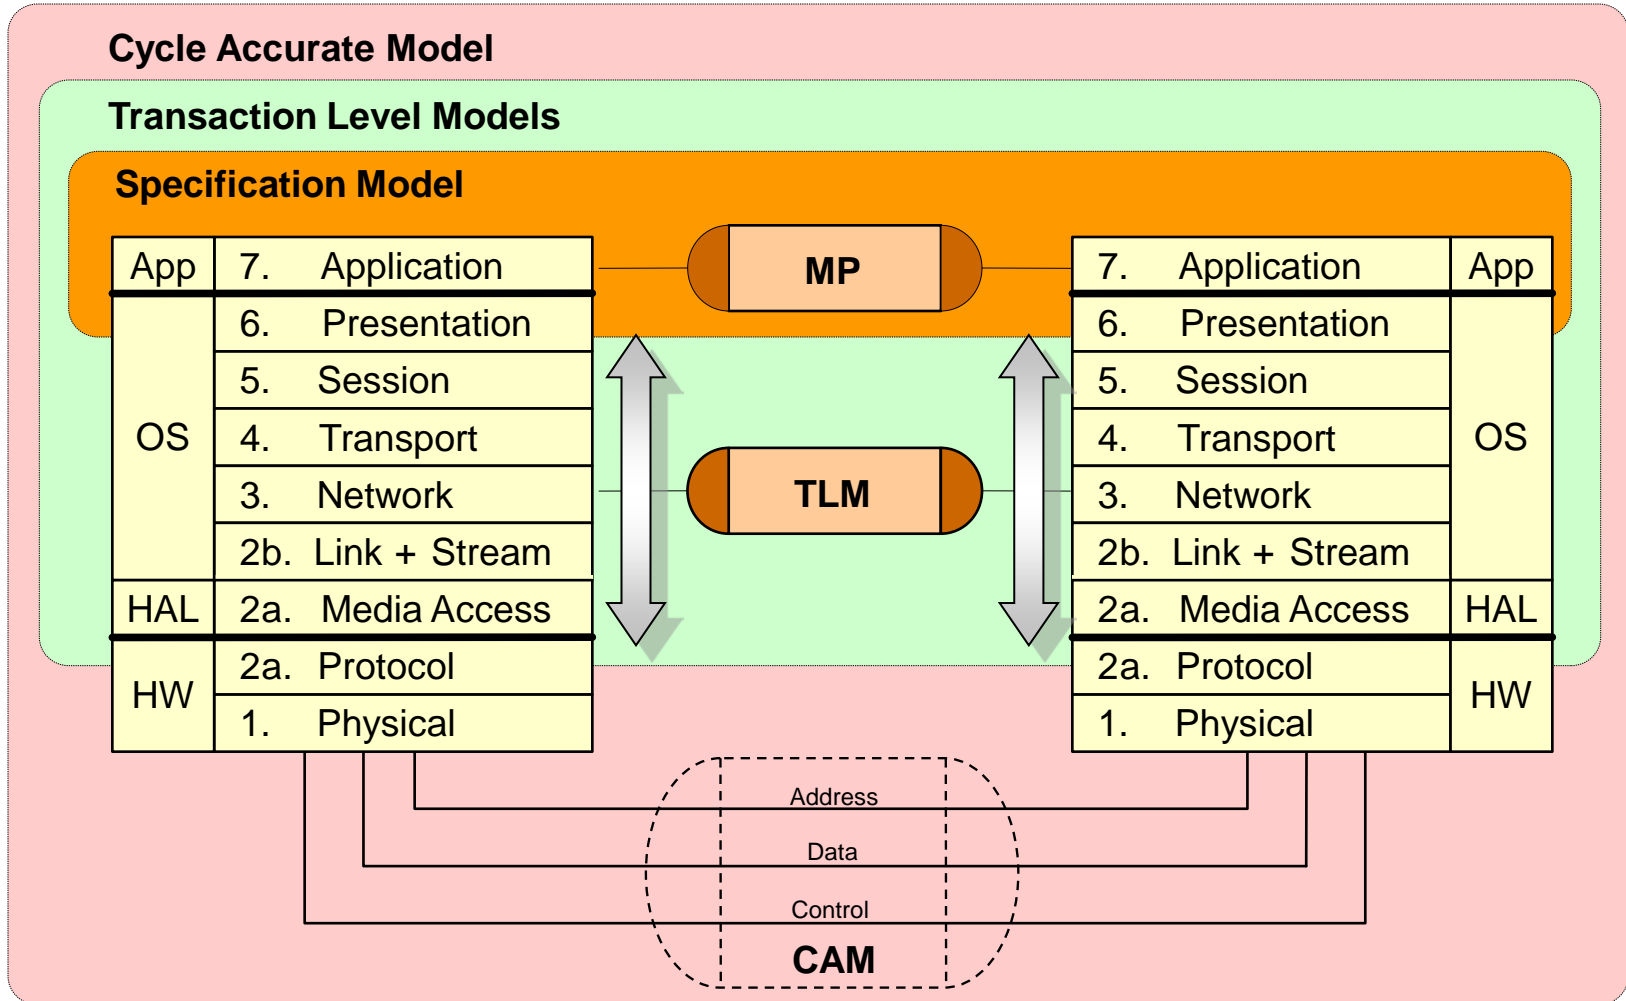 Cycle Accurate Model
Transaction Level Models
Specification Model
App 7. Application MP 7. Application App
6. Presentation 6. Presentation
5. Session 5. Session
OS 4. Transport 4. Transport OS
3. Network TLM 3. Network
2b. Link + Stream 2b. Link + Stream
HAL 2a. Media Access 2a. Media Access HAL
2a. Protocol 2a. Protocol
HW HW
1. Physical 1. Physical
Address
Data
Control
CAM